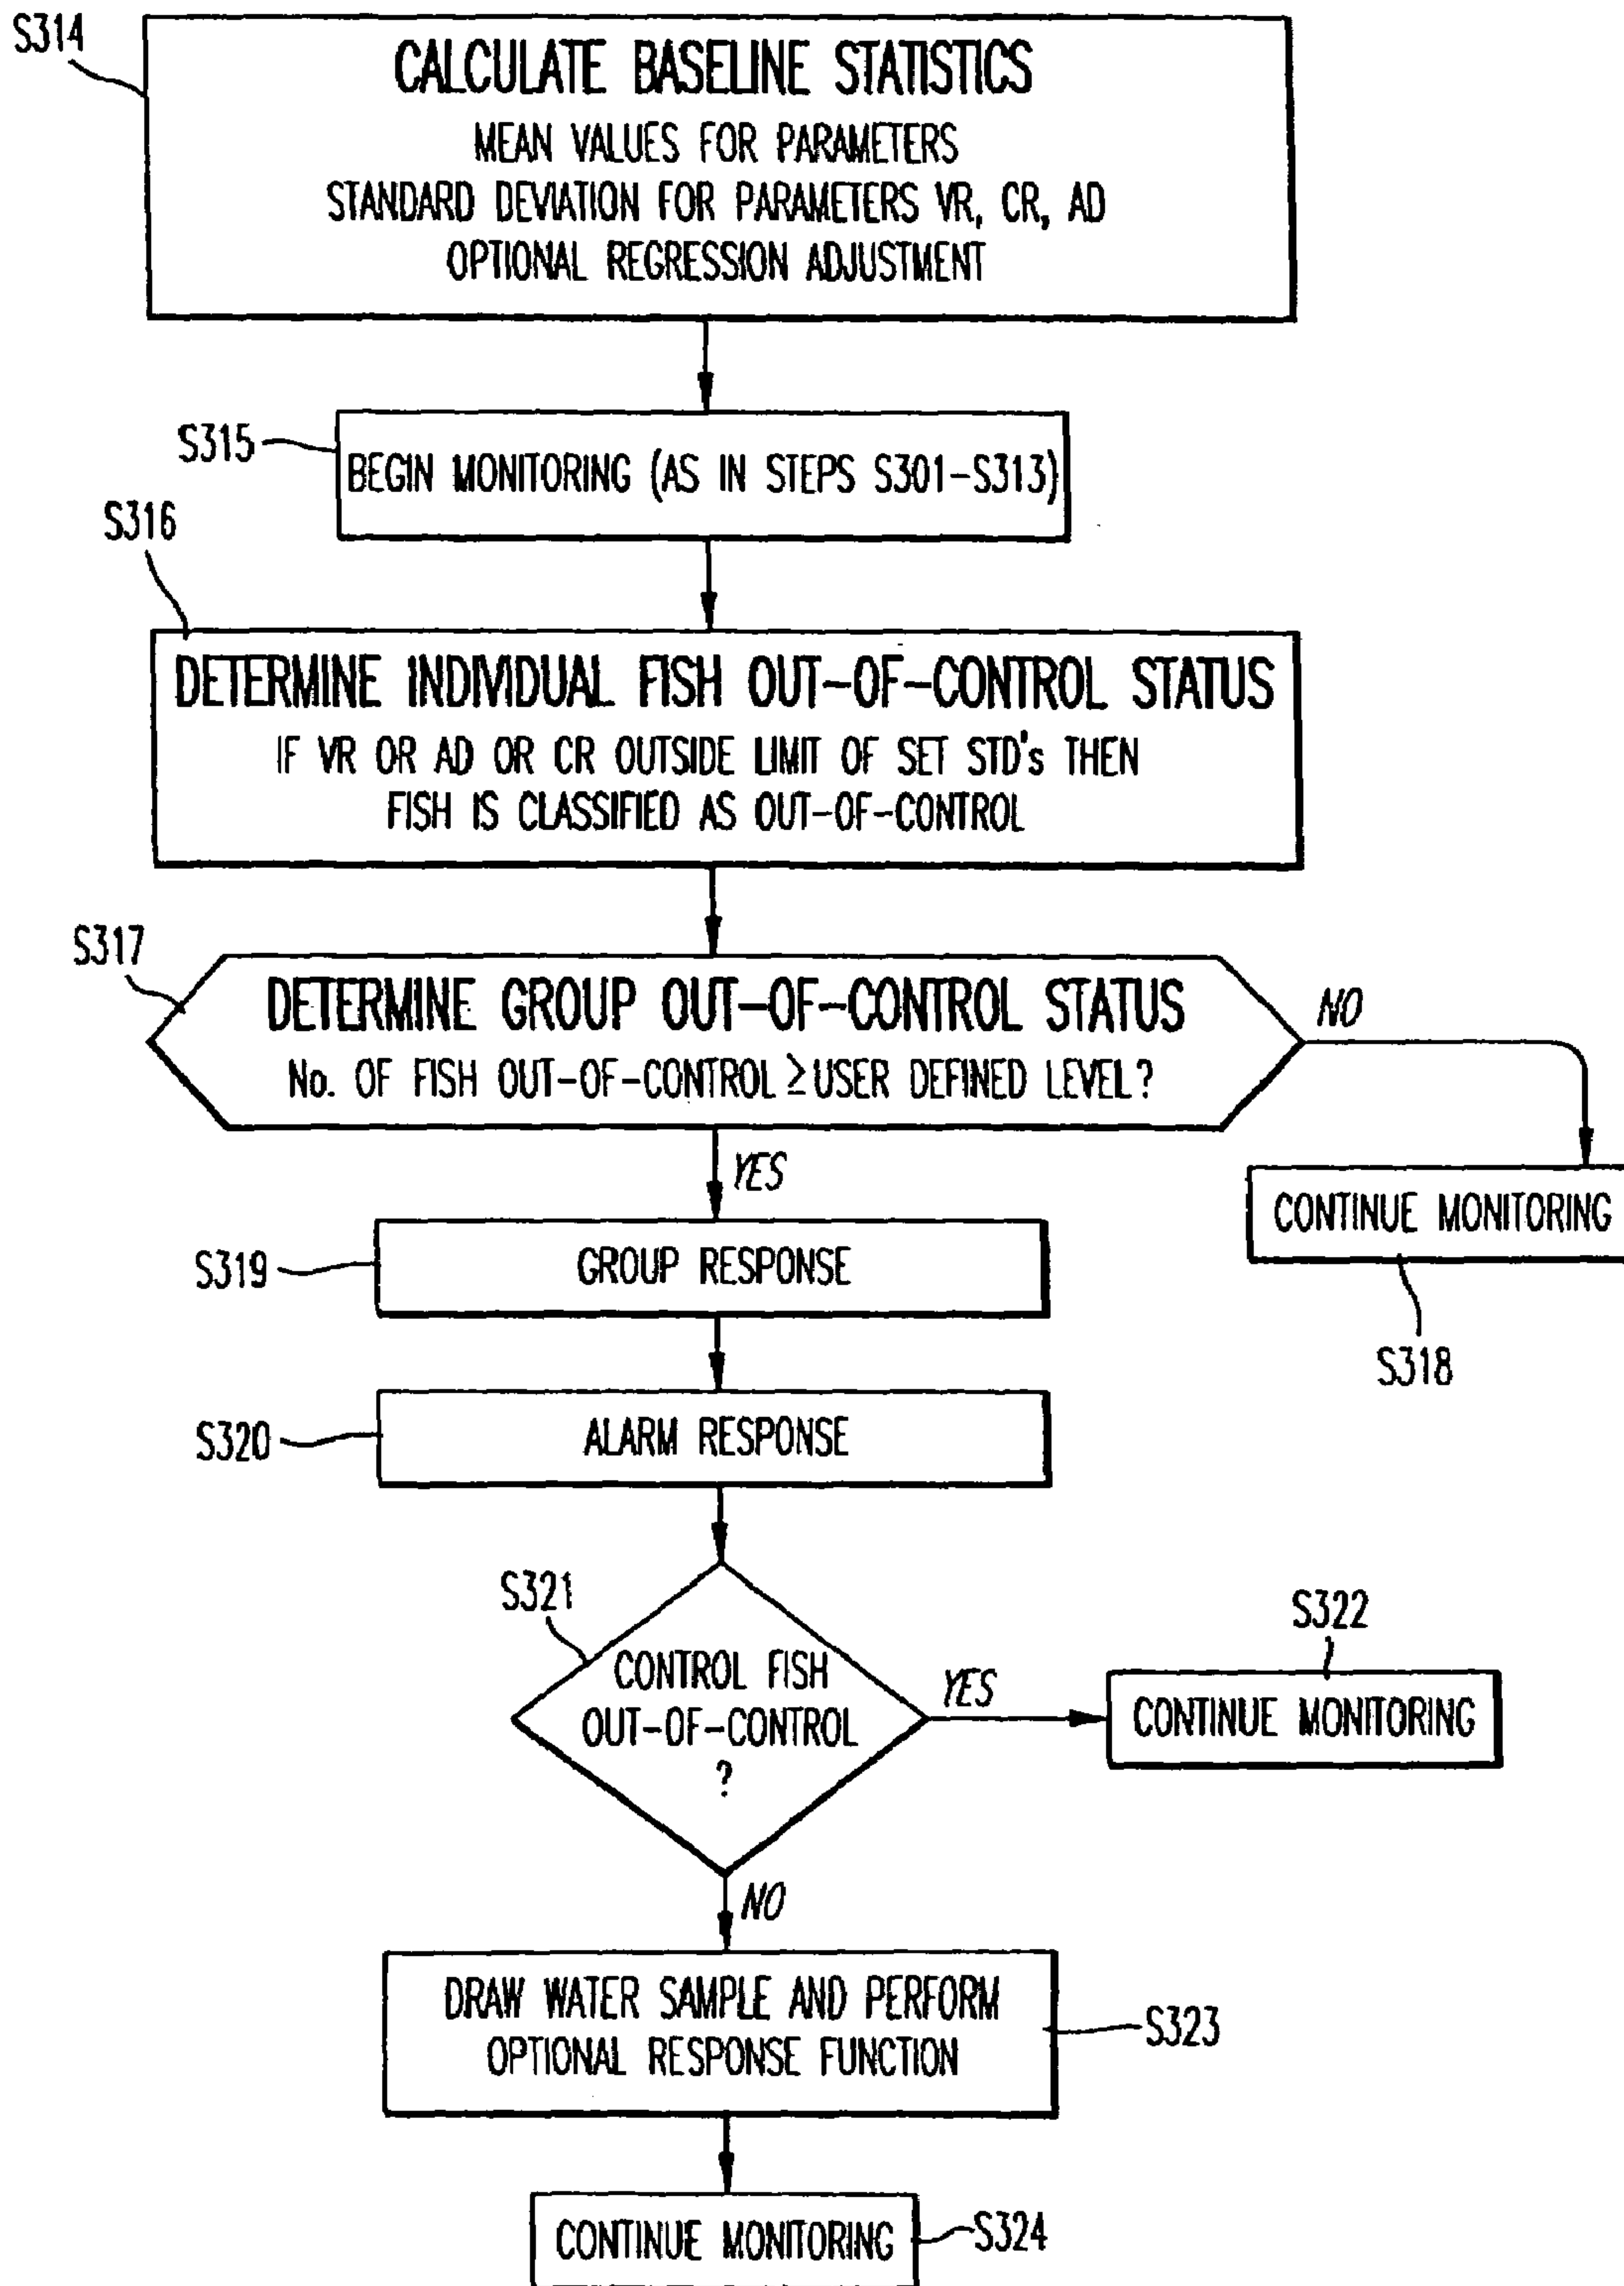 S314
CALCULATE BASELINE STATISTICS
MEAN VALUES FOR PARAMETERS
STANDARD DEVIATION FOR PARAMETERS VR, CR, AD
OPTIONAL REGRESSION ADJUSTMENT
S315
BEGIN MONITORING (AS IN STEPS S301-S313)
S316
DETERMINE INDIVIDUAL FISH OUT-OF-CONTROL STATUS
IF VR OR AD OR CR OUTSIDE LIMIT OF SET STD's THEN
FISH IS CLASSIFIED AS OUT-OF-CONTROL
S317
DETERMINE GROUP OUT-OF-CONTROL STATUS
No. OF FISH OUT-OF-CONTROL ≥ USER DEFINED LEVEL?
NO
YES
CONTINUE MONITORING
S318
S319
GROUP RESPONSE
S320
ALARM RESPONSE
S321
CONTROL FISH
OUT-OF-CONTROL
?
YES
S322
CONTINUE MONITORING
NO
DRAW WATER SAMPLE AND PERFORM
OPTIONAL RESPONSE FUNCTION
S323
CONTINUE MONITORING
S324